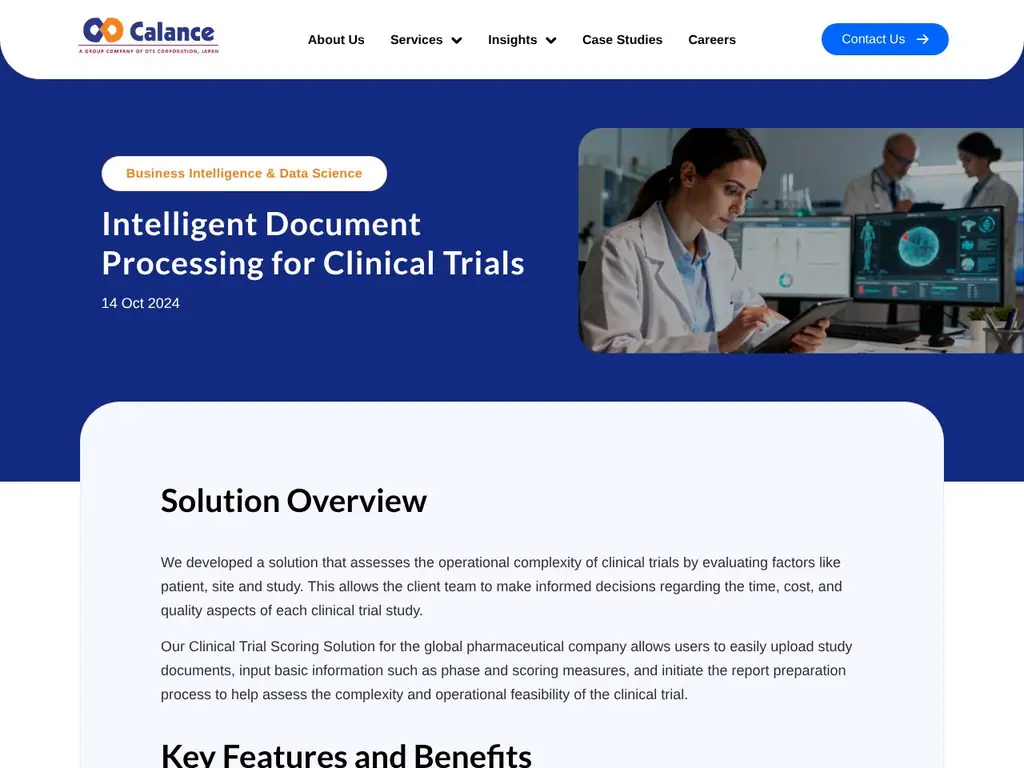 Calance
A GROUP COMPANY OF DTS CORPORATION, JAPAN
About Us
Services
Insights
Case Studies
Careers
Contact Us
Business Intelligence & Data Science
Intelligent Document
Processing for Clinical Trials
14 Oct 2024
Solution Overview
We developed a solution that assesses the operational complexity of clinical trials by evaluating factors like
patient, site and study. This allows the client team to make informed decisions regarding the time, cost, and
quality aspects of each clinical trial study.
Our Clinical Trial Scoring Solution for the global pharmaceutical company allows users to easily upload study
documents, input basic information such as phase and scoring measures, and initiate the report preparation
process to help assess the complexity and operational feasibility of the clinical trial.
Key Features and Benefits